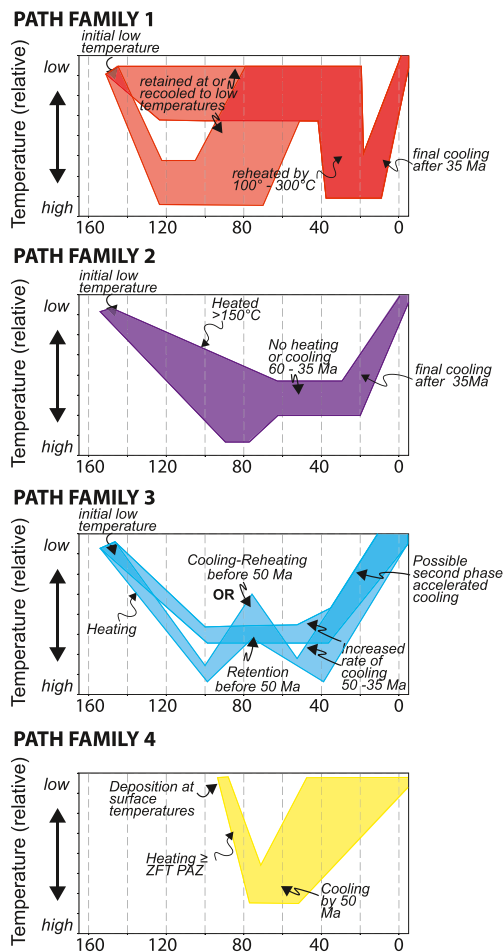 PATH FAMILY 1
initial low
temperature
low
retained at or
recooled to low
temperatures
reheated by
100° - 300°C
final cooling
after 35 Ma
high
Temperature (relative)
160 120 80 40 0
PATH FAMILY 2
initial low
temperature
low
Heated
>150°C
No heating
or cooling
60 - 35 Ma
final cooling
after 35Ma
high
Temperature (relative)
160 120 80 40 0
PATH FAMILY 3
initial low
temperature
low
Cooling-Reheating
before 50 Ma
OR
Possible
second phase
accelerated
cooling
Heating
Retention
before 50 Ma
Increased
rate of
cooling
50 -35 Ma
high
Temperature (relative)
160 120 80 40 0
PATH FAMILY 4
low
Deposition at
surface
temperatures
Heating ≥
ZFT PAZ
Cooling
by 50
Ma
high
Temperature (relative)
160 120 80 40 0